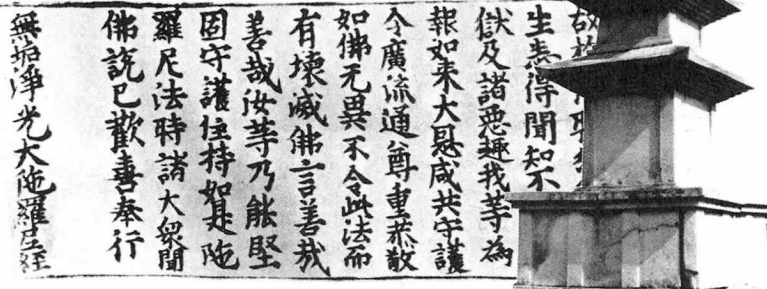 生悉得聞知不
獄及諸惡趣我等為
報如來大恩咸共守護
令廣流通尊重恭敬
如佛无異不令此法而
有壞滅佛言善哉
善哉汝等乃能堅
固守護住持如是陁
羅尼法時諸大衆聞
佛說已歡喜奉行
無垢淨光大陁羅尼経